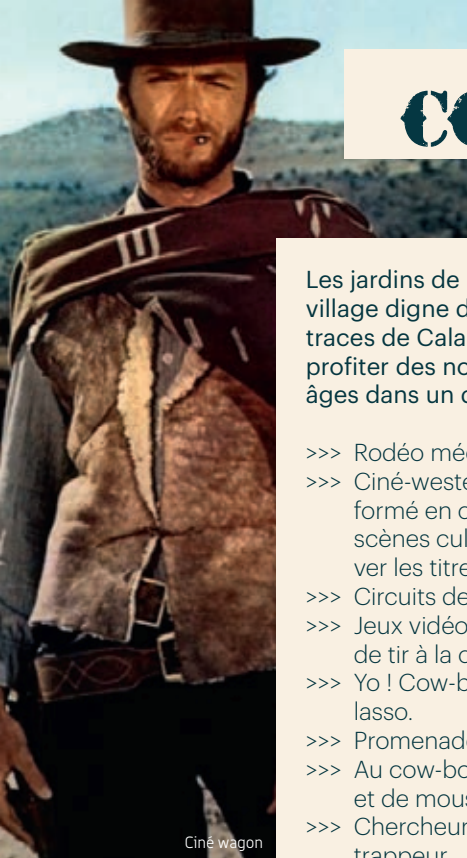 CO
Les jardins de
village digne d
traces de Cala
profiter des no
âges dans un c
>>> Rodéo méc
>>> Ciné-weste
formé en c
scènes cul
ver les titre
>>> Circuits de
>>> Jeux vidéo
de tir à la c
>>> Yo ! Cow-b
lasso.
>>> Promenad
>>> Au cow-bo
et de mous
>>> Chercheur
trappeur
Ciné wagon